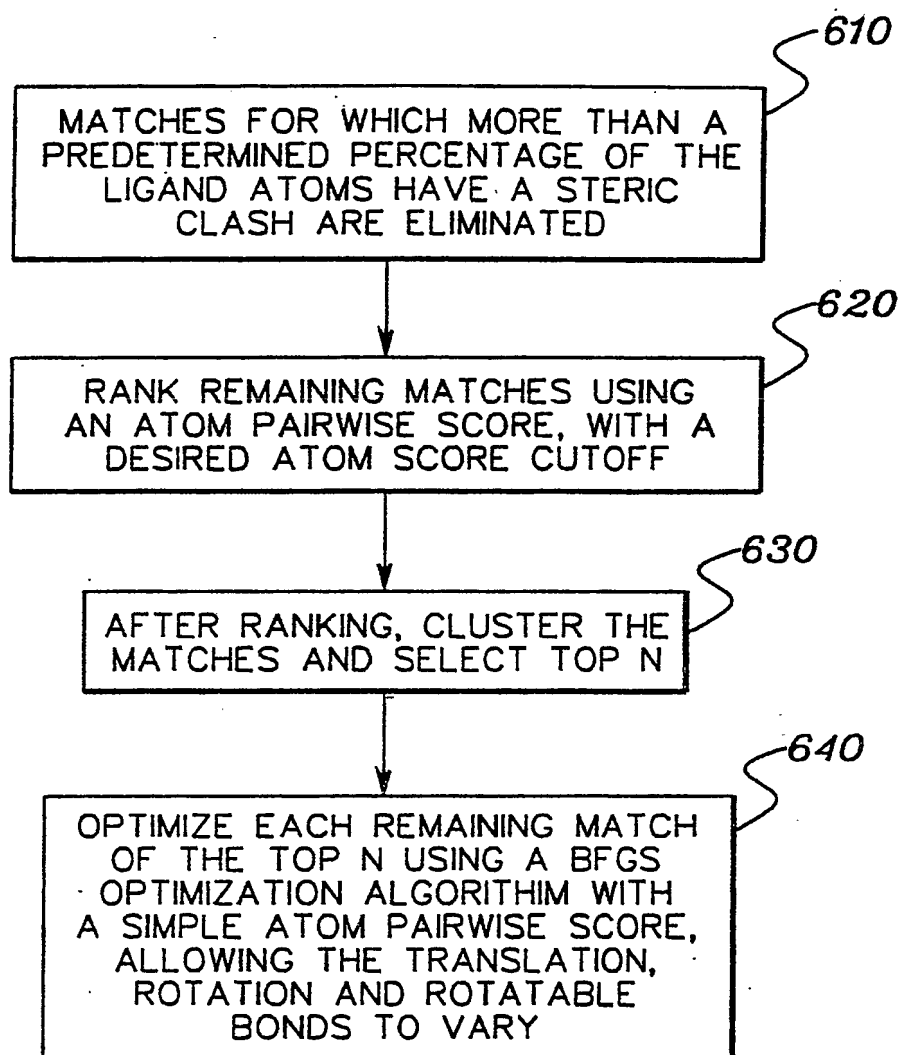 610
MATCHES FOR WHICH MORE THAN A
PREDETERMINED PERCENTAGE OF THE
LIGAND ATOMS HAVE A STERIC
CLASH ARE ELIMINATED
620
RANK REMAINING MATCHES USING
AN ATOM PAIRWISE SCORE, WITH A
DESIRED ATOM SCORE CUTOFF
630
AFTER RANKING, CLUSTER THE
MATCHES AND SELECT TOP N
640
OPTIMIZE EACH REMAINING MATCH
OF THE TOP N USING A BFGS
OPTIMIZATION ALGORITHIM WITH
A SIMPLE ATOM PAIRWISE SCORE,
ALLOWING THE TRANSLATION,
ROTATION AND ROTATABLE
BONDS TO VARY